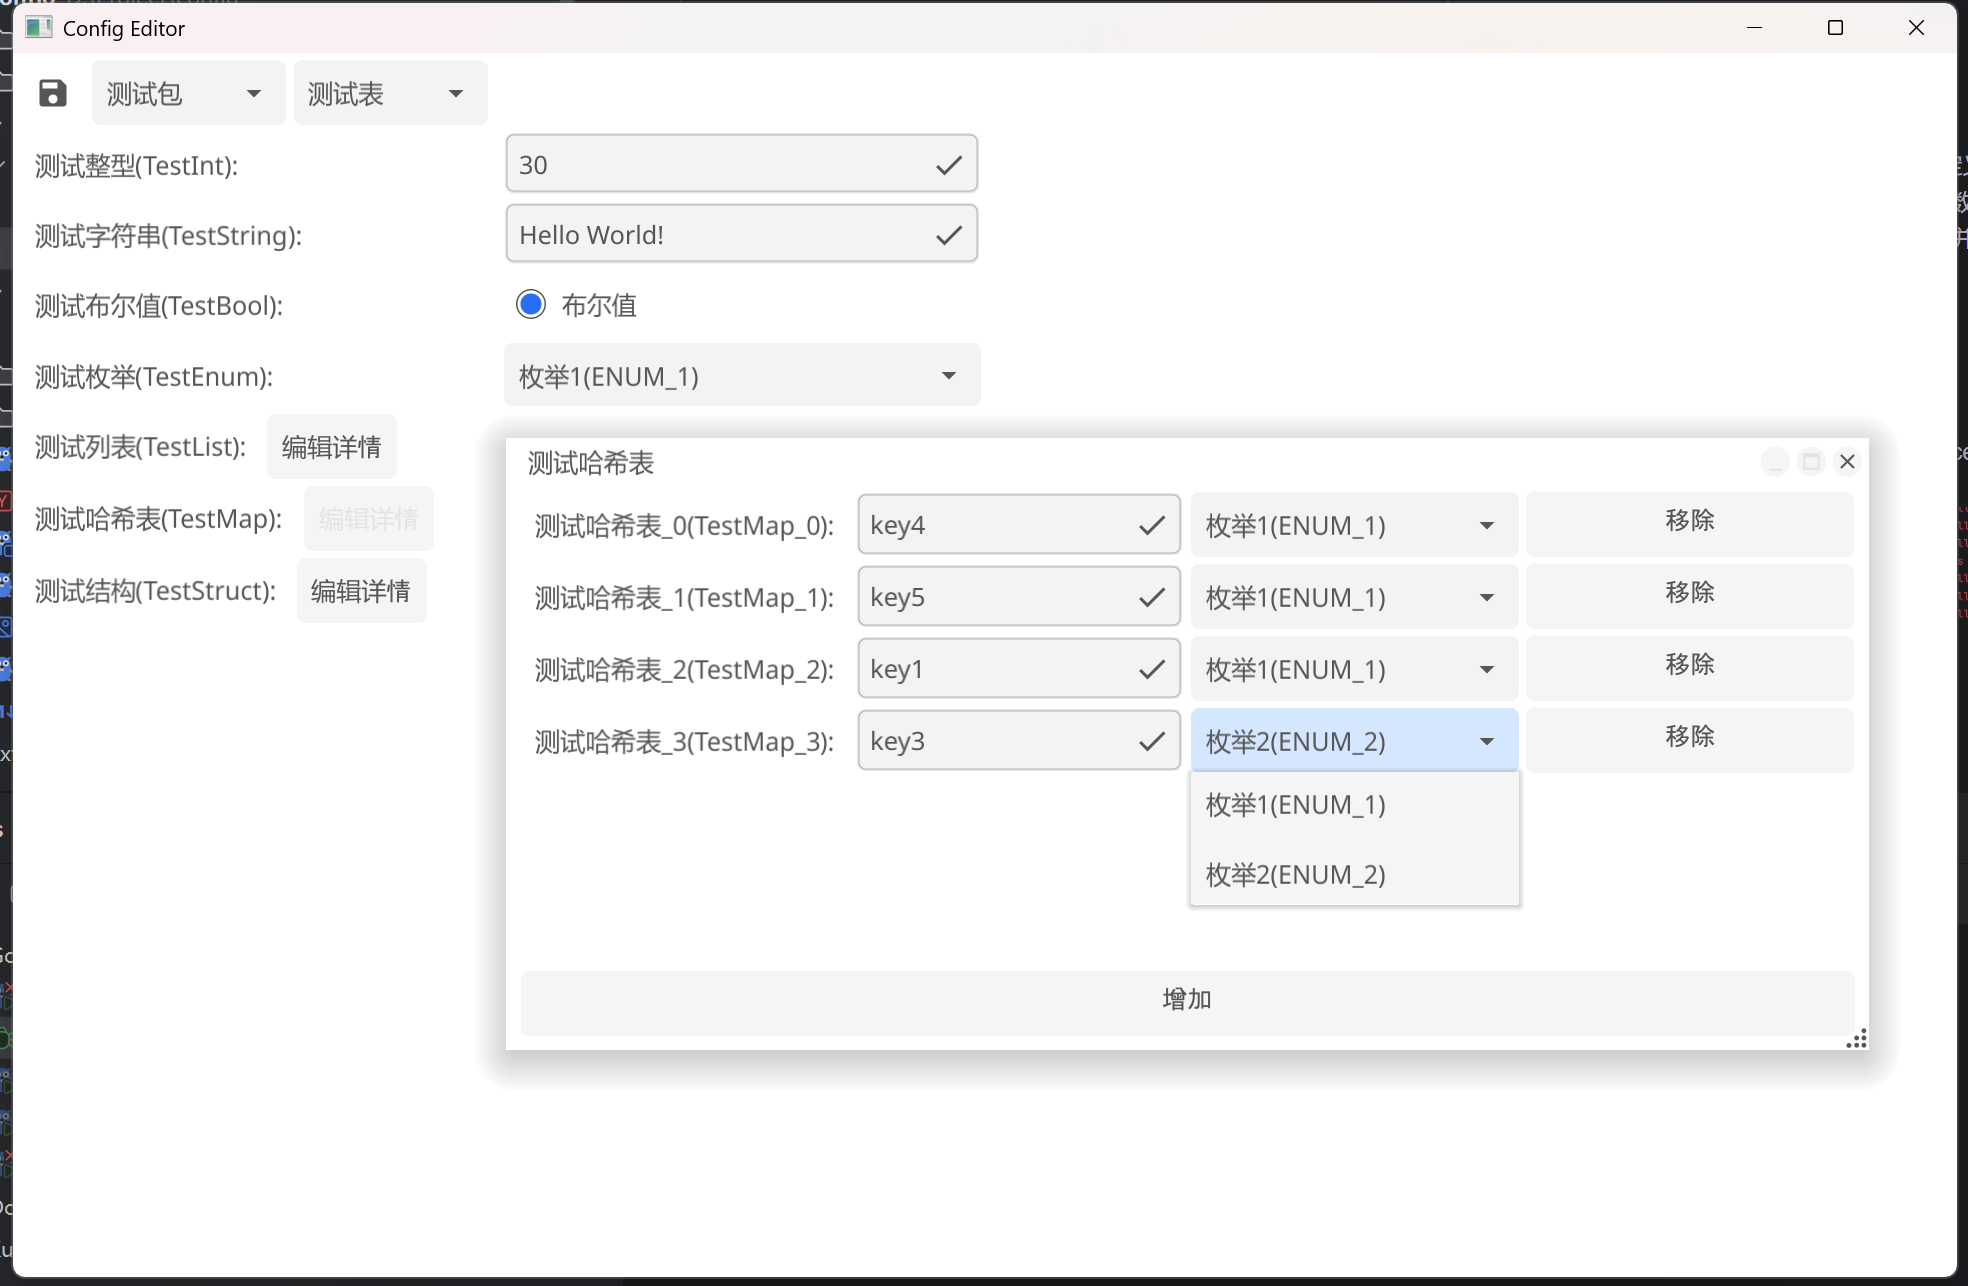 Config Editor
测试包 测试表
测试整型(TestInt): 30
测试字符串(TestString): Hello World!
测试布尔值(TestBool): 布尔值
测试枚举(TestEnum): 枚举1(ENUM_1)
测试列表(TestList): 编辑详情
测试哈希表(TestMap): 编辑详情
测试结构(TestStruct): 编辑详情
测试哈希表
测试哈希表_0(TestMap_0): key4 枚举1(ENUM_1) 移除
测试哈希表_1(TestMap_1): key5 枚举1(ENUM_1) 移除
测试哈希表_2(TestMap_2): key1 枚举1(ENUM_1) 移除
测试哈希表_3(TestMap_3): key3 枚举2(ENUM_2) 移除
枚举1(ENUM_1)
枚举2(ENUM_2)
增加